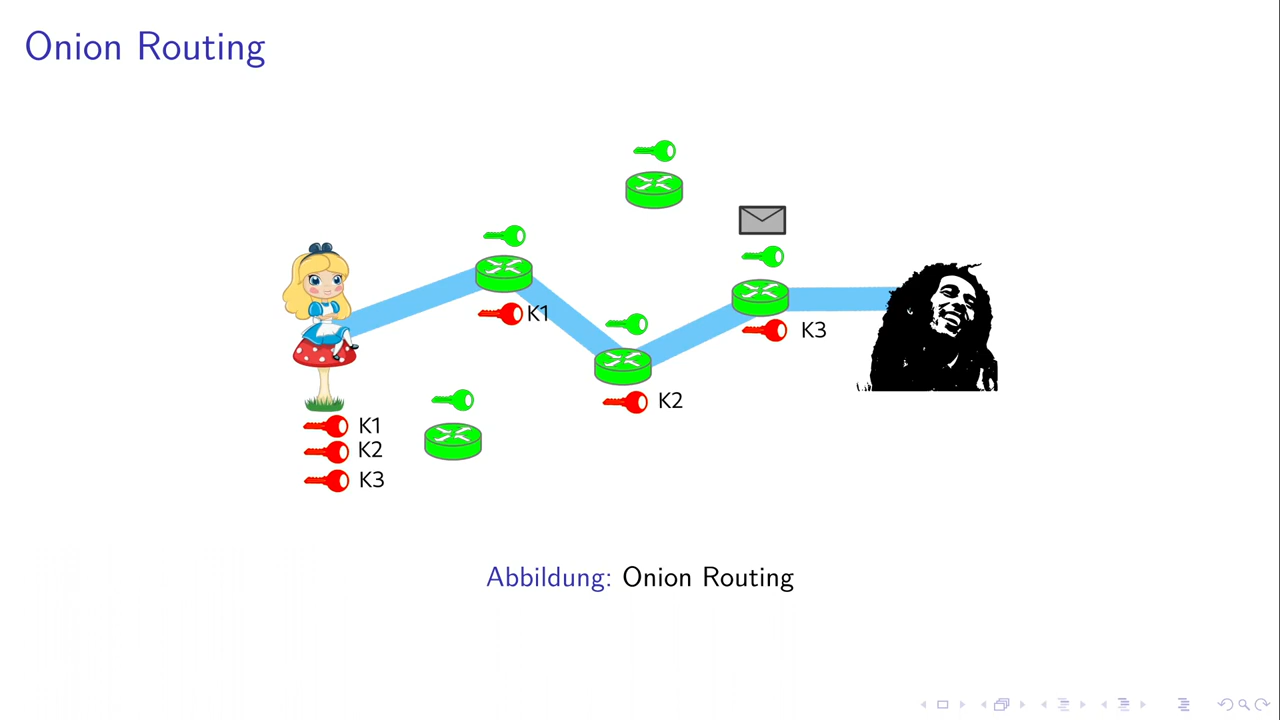 Onion Routing
K1
K3
K2
K1
K2
K3
Abbildung: Onion Routing